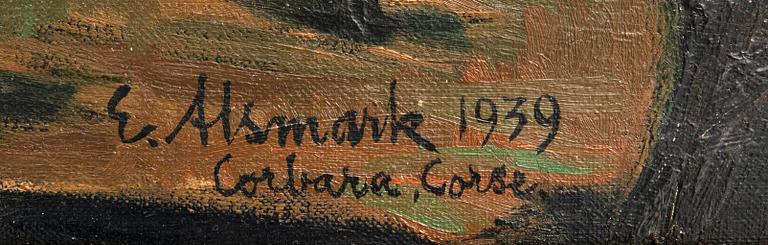 E. Alsmark 1939
Corbara, Corse.